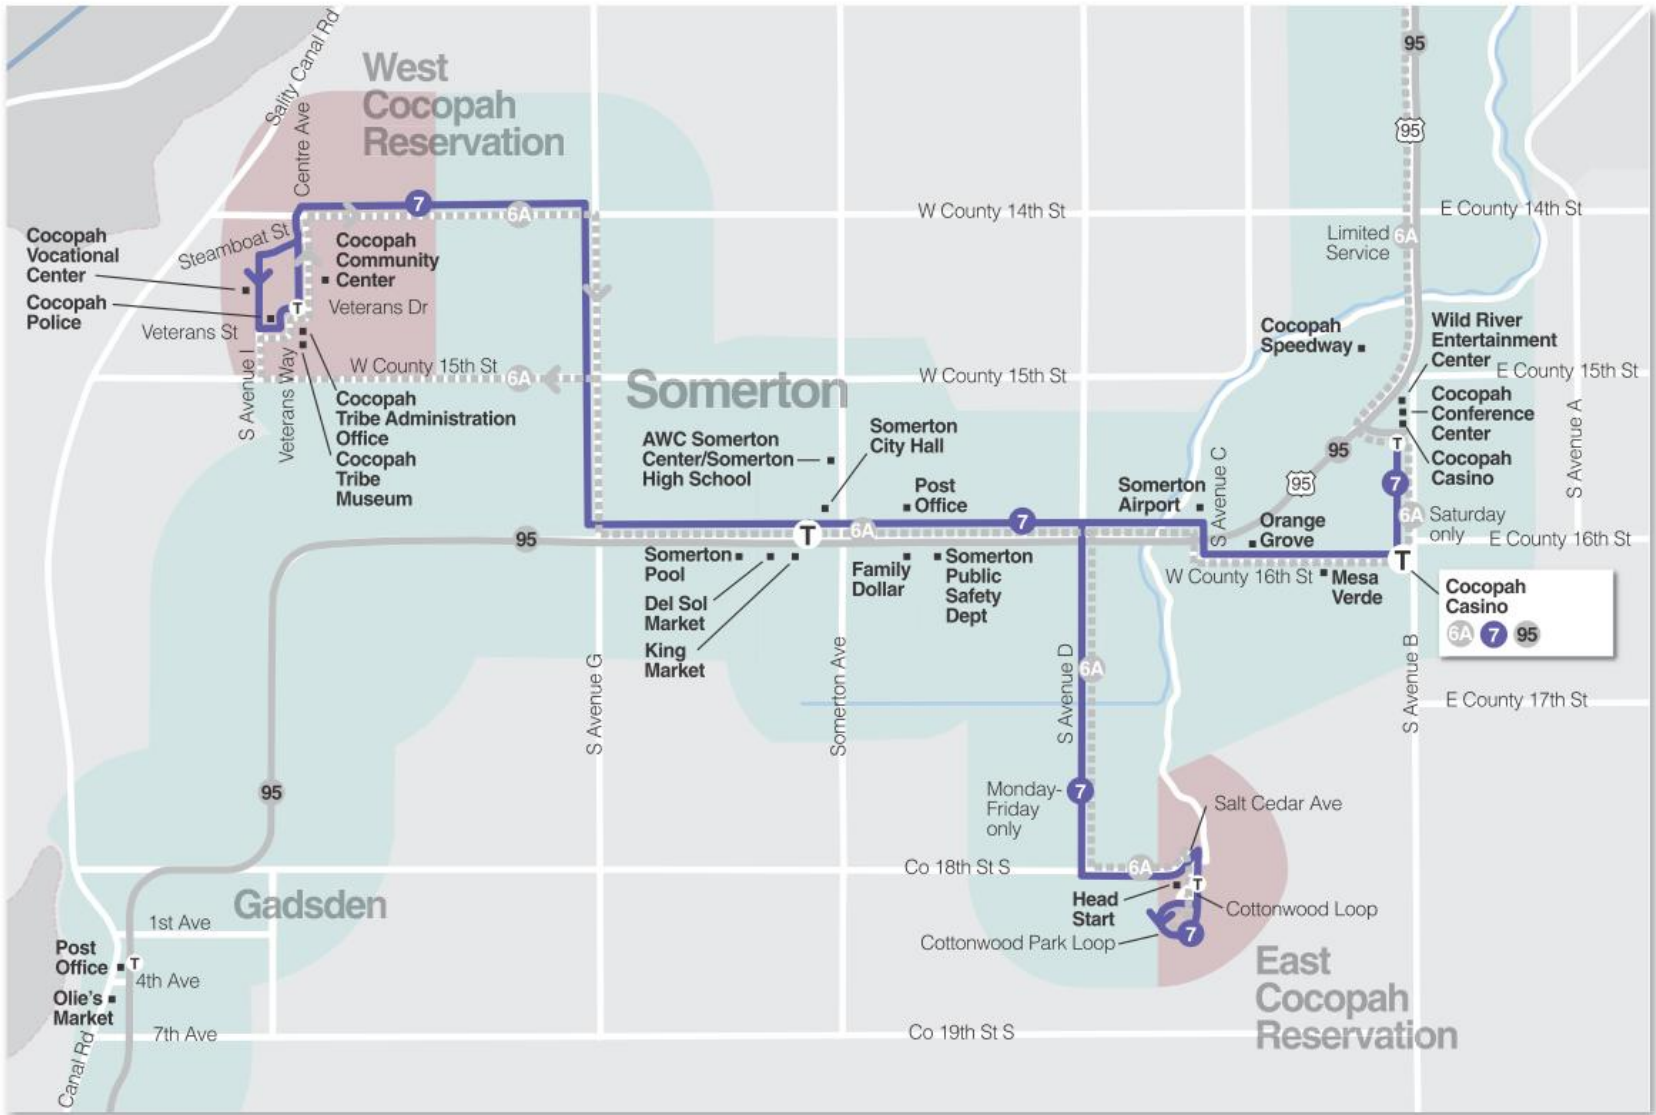 95
Sality Canal Rd
West
Cocopah
Reservation
Centre Ave
95
7
6A
W County 14th St
E County 14th St
Limited
Service
6A
Steamboat St
Cocopah
Vocational
Center
Cocopah
Police
Cocopah
Community
Center
T
Veterans Dr
Veterans St
Cocopah
Speedway
Wild River
Entertainment
Center
W County 15th St
6A
W County 15th St
E County 15th St
S Avenue I
Veterans Way
Somerton
Cocopah
Tribe Administration
Office
Cocopah
Tribe
Museum
AWC Somerton
Center/Somerton
High School
Somerton
City Hall
Cocopah
Conference
Center
Cocopah
Casino
T
95
95
7
S Avenue A
S Avenue C
Post
Office
Somerton
Airport
Orange
Grove
6A
Saturday
only
E County 16th St
95
T
6A
7
Somerton
Pool
Del Sol
Market
King
Market
Family
Dollar
Somerton
Public
Safety
Dept
W County 16th St
Mesa
Verde
T
Cocopah
Casino
6A 7 95
S Avenue G
Somerton Ave
S Avenue D
6A
S Avenue B
E County 17th St
95
Monday-
Friday
only
7
Salt Cedar Ave
Co 18th St S
6A
Head
Start
T
Cottonwood Loop
Cottonwood Park Loop
7
Gadsden
1st Ave
Post
Office
T
4th Ave
Olie's
Market
7th Ave
Canal Rd
Co 19th St S
East
Cocopah
Reservation